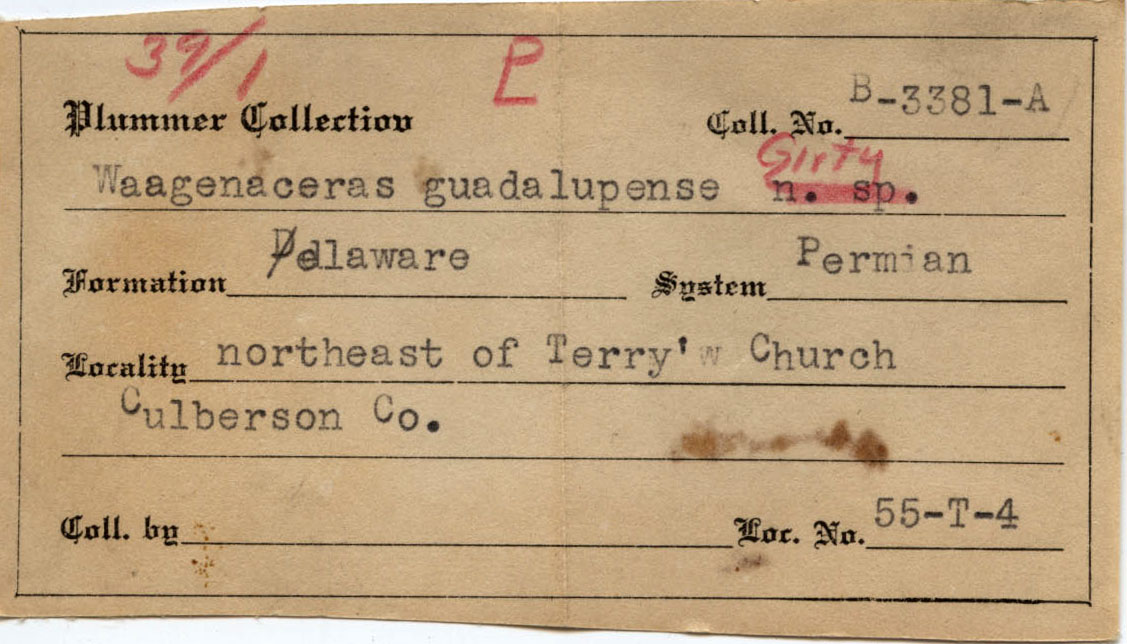 39/1 P
Plummer Collection Coll. No. B-3381-A
Girty
Waagenaceras guadalupense n. sp.
Formation Delaware System Permian
Locality northeast of Terry'w Church
Culberson Co.
Coll. by Loc. No. 55-T-4